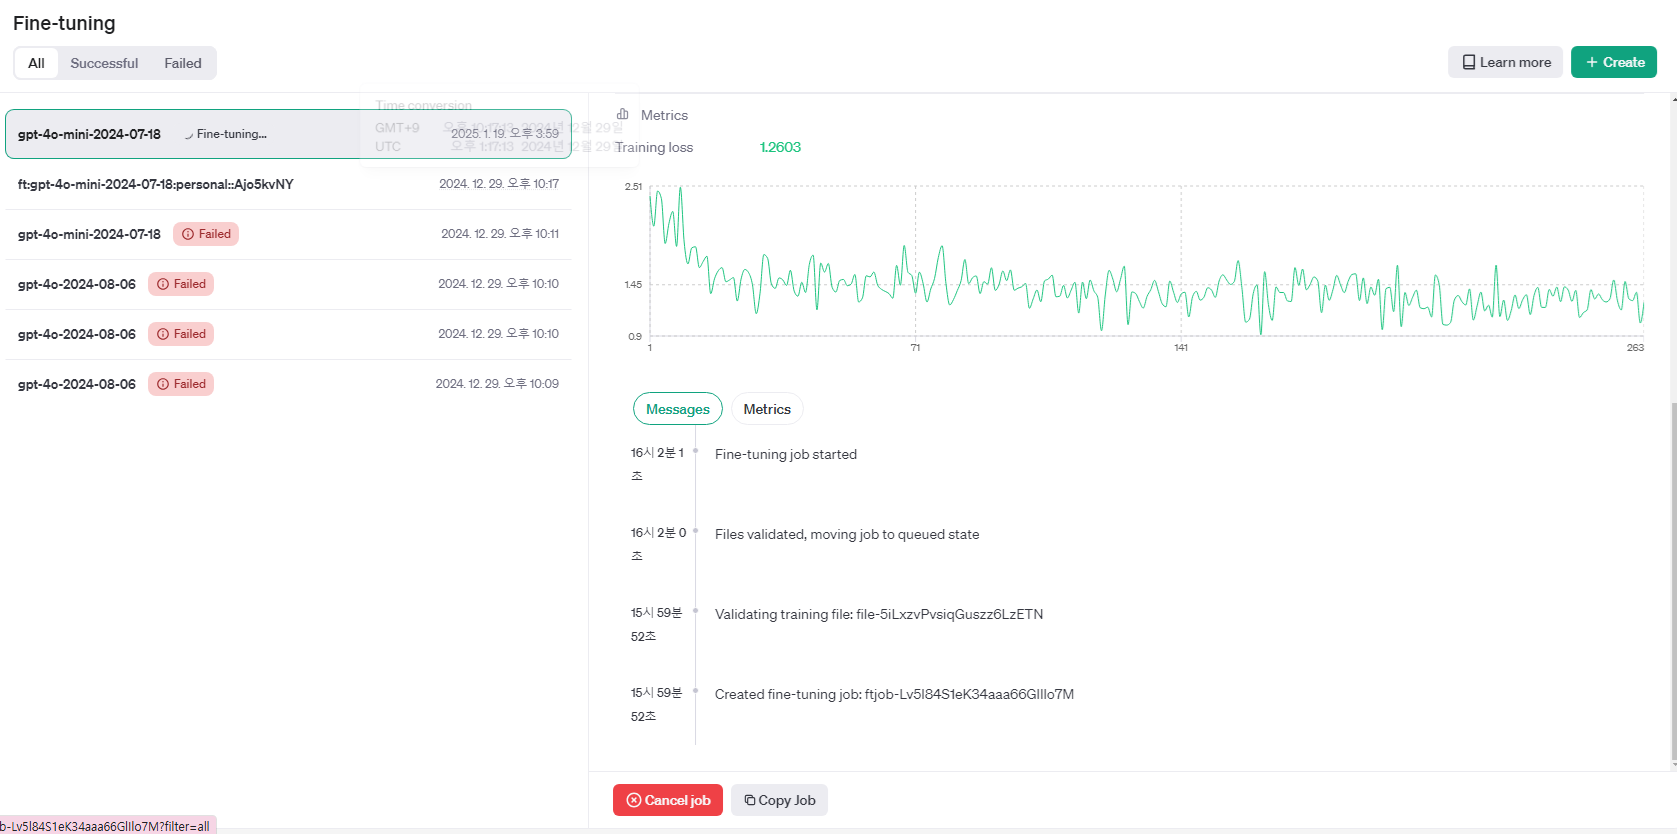 Fine-tuning
All Successful Failed
Learn more + Create
gpt-4o-mini-2024-07-18 Fine-tuning... 2025. 1. 19. 오후 3:59
Time conversion
GMT+9 오후 10:17:13 2024년 12월 29일
UTC 오후 1:17:13 2024년 12월 29일
ft:gpt-4o-mini-2024-07-18:personal::Ajo5kvNY 2024. 12. 29. 오후 10:17
gpt-4o-mini-2024-07-18 Failed 2024. 12. 29. 오후 10:11
gpt-4o-2024-08-06 Failed 2024. 12. 29. 오후 10:10
gpt-4o-2024-08-06 Failed 2024. 12. 29. 오후 10:10
gpt-4o-2024-08-06 Failed 2024. 12. 29. 오후 10:09
Metrics
Training loss 1.2603
2.51
1.45
0.9
1 71 141 263
Messages Metrics
16시 2분 1
초
Fine-tuning job started
16시 2분 0
초
Files validated, moving job to queued state
15시 59분
52초
Validating training file: file-5iLxzvPvsiqGuszz6LzETN
15시 59분
52초
Created fine-tuning job: ftjob-Lv5l84S1eK34aaa66GlIlo7M
Cancel job Copy Job
b-Lv5l84S1eK34aaa66GlIlo7M?filter=all